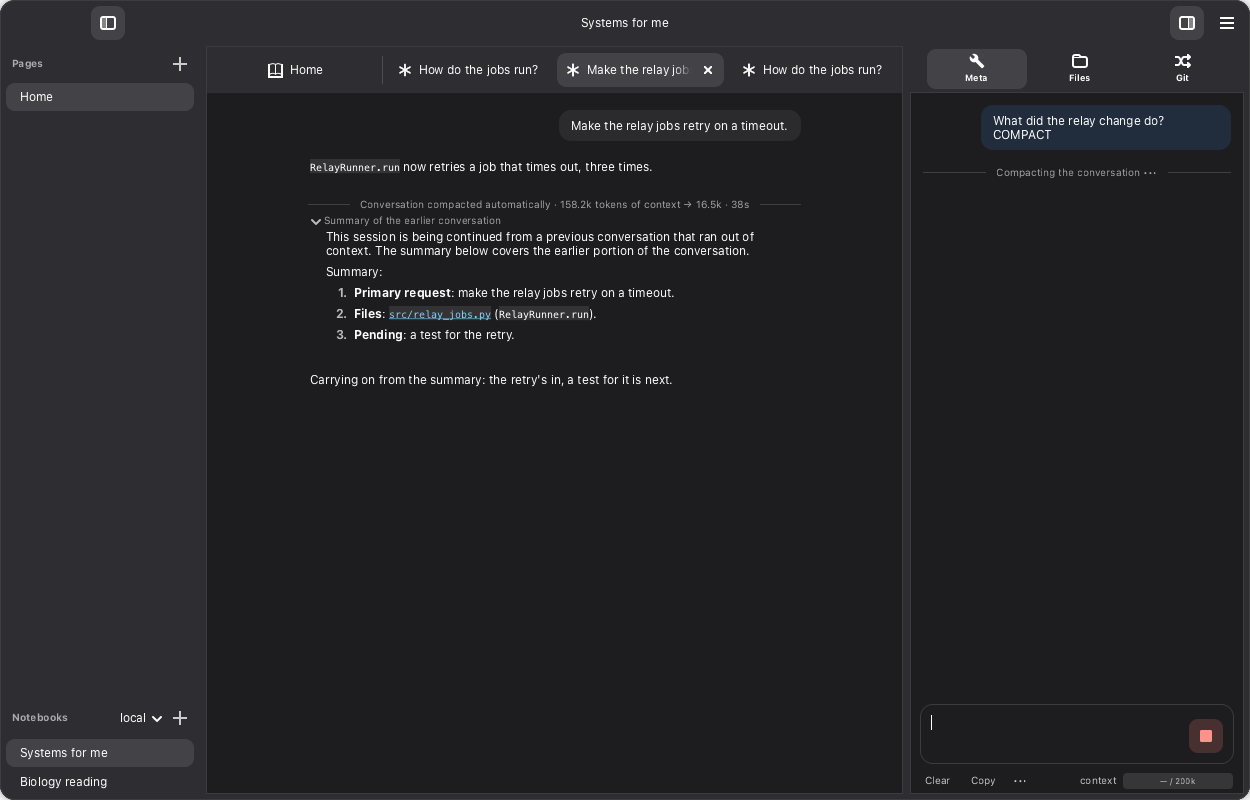 Systems for me
Pages
Home
Home
How do the jobs run?
Make the relay job
How do the jobs run?
Make the relay jobs retry on a timeout.
RelayRunner.run now retries a job that times out, three times.
Conversation compacted automatically · 158.2k tokens of context → 16.5k · 38s
Summary of the earlier conversation
This session is being continued from a previous conversation that ran out of
context. The summary below covers the earlier portion of the conversation.
Summary:
1. Primary request: make the relay jobs retry on a timeout.
2. Files: src/relay_jobs.py (RelayRunner.run).
3. Pending: a test for the retry.
Carrying on from the summary: the retry's in, a test for it is next.
Meta
Files
Git
What did the relay change do?
COMPACT
Compacting the conversation ···
Clear
Copy
···
context
— / 200k
Notebooks
local
Systems for me
Biology reading